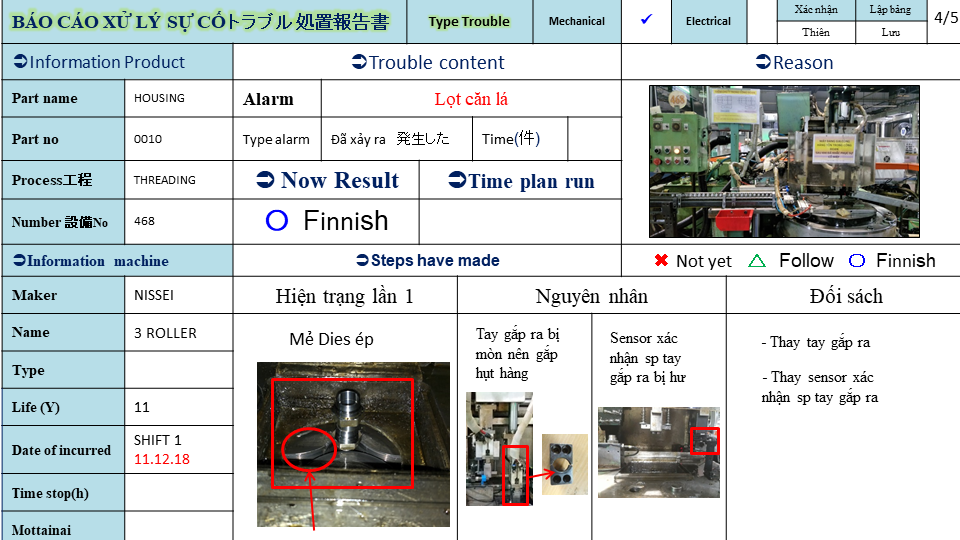 BÁO CÁO XỬ LÝ SỰ CỐトラブル処置報告書
Type Trouble
Mechanical
✓
Electrical
Xác nhận
Lập bảng
Thiên
Lưu
4/5
➲Information Product
➲Trouble content
➲Reason
Part name
HOUSING
Alarm
Lọt căn lá
Part no
0010
Type alarm
Đã xảy ra 発生した
Time(件)
Process工程
THREADING
➲ Now Result
➲Time plan run
Number 設備No
468
O Finnish
➲Information machine
➲Steps have made
✖ Not yet △ Follow O Finnish
Maker
NISSEI
Hiện trạng lần 1
Nguyên nhân
Đối sách
Name
3 ROLLER
Mẻ Dies ép
Tay gắp ra bị
mòn nên gắp
hụt hàng
Sensor xác
nhận sp tay
gắp ra bị hư
- Thay tay gắp ra
- Thay sensor xác
nhận sp tay gắp ra
Type
Life (Y)
11
Date of incurred
SHIFT 1
11.12.18
Time stop(h)
Mottainai